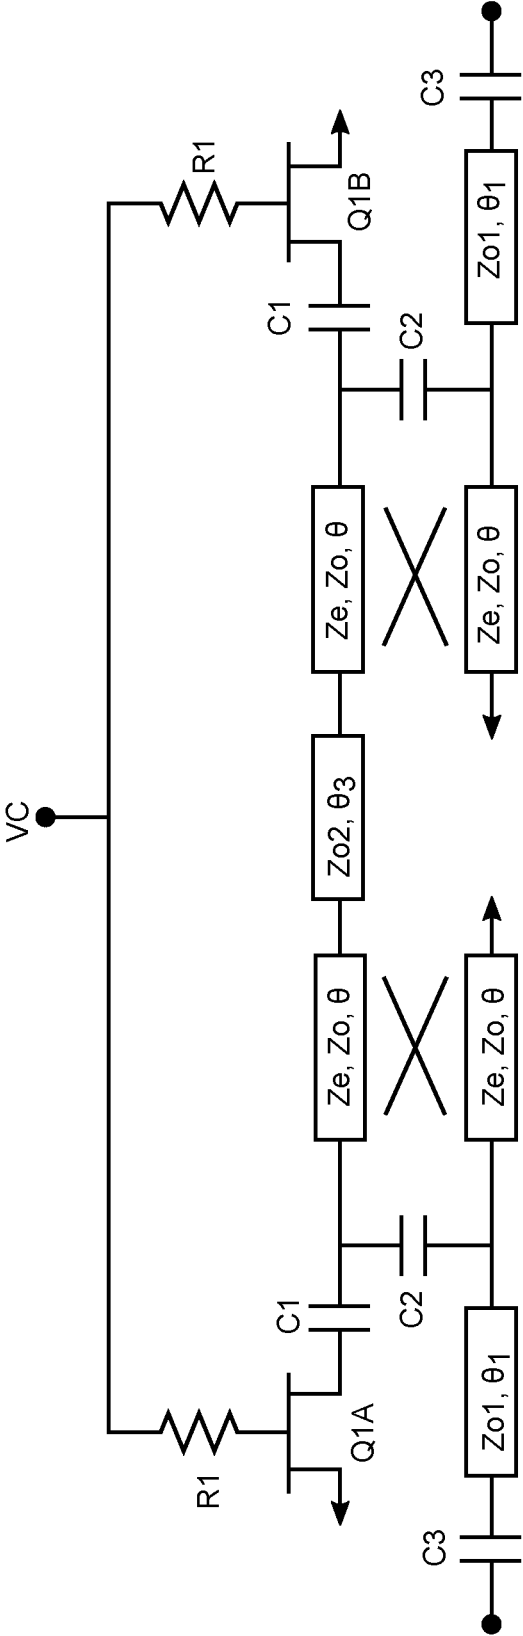 VC
R1
R1
C1
C1
Q1A
Ze, Zo, θ
Zo2, θ₃
Ze, Zo, θ
Q1B
C2
C2
C3
C3
Zo1, θ₁
Ze, Zo, θ
Ze, Zo, θ
Zo1, θ₁